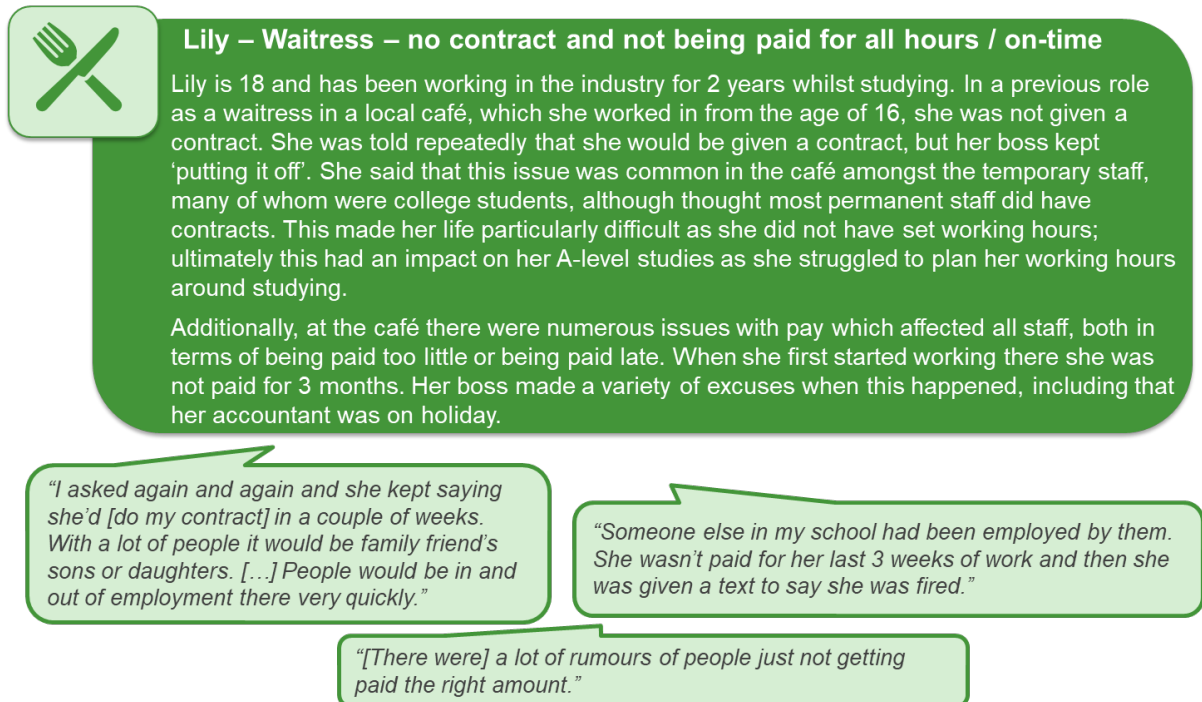 Lily – Waitress – no contract and not being paid for all hours / on-time
Lily is 18 and has been working in the industry for 2 years whilst studying. In a previous role
as a waitress in a local café, which she worked in from the age of 16, she was not given a
contract. She was told repeatedly that she would be given a contract, but her boss kept
‘putting it off’. She said that this issue was common in the café amongst the temporary staff,
many of whom were college students, although thought most permanent staff did have
contracts. This made her life particularly difficult as she did not have set working hours;
ultimately this had an impact on her A-level studies as she struggled to plan her working hours
around studying.
Additionally, at the café there were numerous issues with pay which affected all staff, both in
terms of being paid too little or being paid late. When she first started working there she was
not paid for 3 months. Her boss made a variety of excuses when this happened, including that
her accountant was on holiday.
“I asked again and again and she kept saying
she’d [do my contract] in a couple of weeks.
With a lot of people it would be family friend’s
sons or daughters. […] People would be in and
out of employment there very quickly.”
“Someone else in my school had been employed by them.
She wasn’t paid for her last 3 weeks of work and then she
was given a text to say she was fired.”
“[There were] a lot of rumours of people just not getting
paid the right amount.”